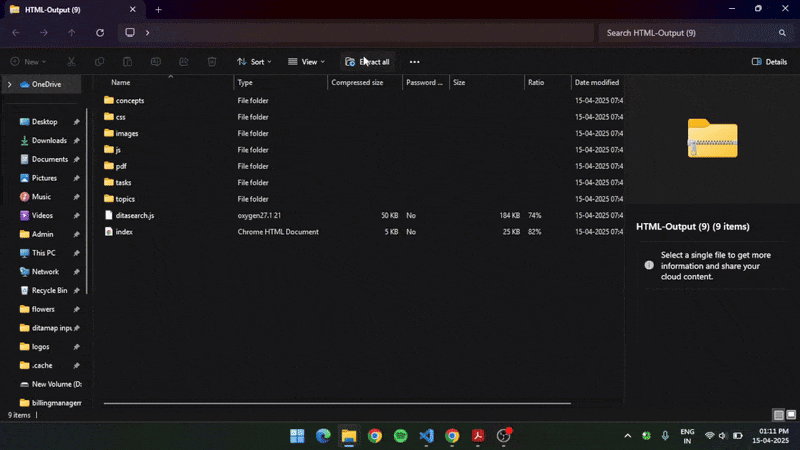 HTML-Output (9)
Search HTML-Output (9)
New
Sort
View
Extract all
Details
OneDrive
Desktop
Downloads
Documents
Pictures
Music
Videos
Admin
This PC
Network
Recycle Bin
flowers
ditamap inpu
logos
.cache
New Volume (D:
billingmanagem
Name Type Compressed size Password ... Size Ratio Date modified
concepts File folder 15-04-2025 07:4
css File folder 15-04-2025 07:4
images File folder 15-04-2025 07:4
js File folder 15-04-2025 07:4
pdf File folder 15-04-2025 07:4
tasks File folder 15-04-2025 07:4
topics File folder 15-04-2025 07:4
ditasearch.js oxygen27.1 21 50 KB No 184 KB 74% 15-04-2025 07:4
index Chrome HTML Document 5 KB No 25 KB 82% 15-04-2025 07:4
HTML-Output (9) (9 items)
Select a single file to get more
information and share your
cloud content.
9 items
ENG
IN
01:11 PM
15-04-2025